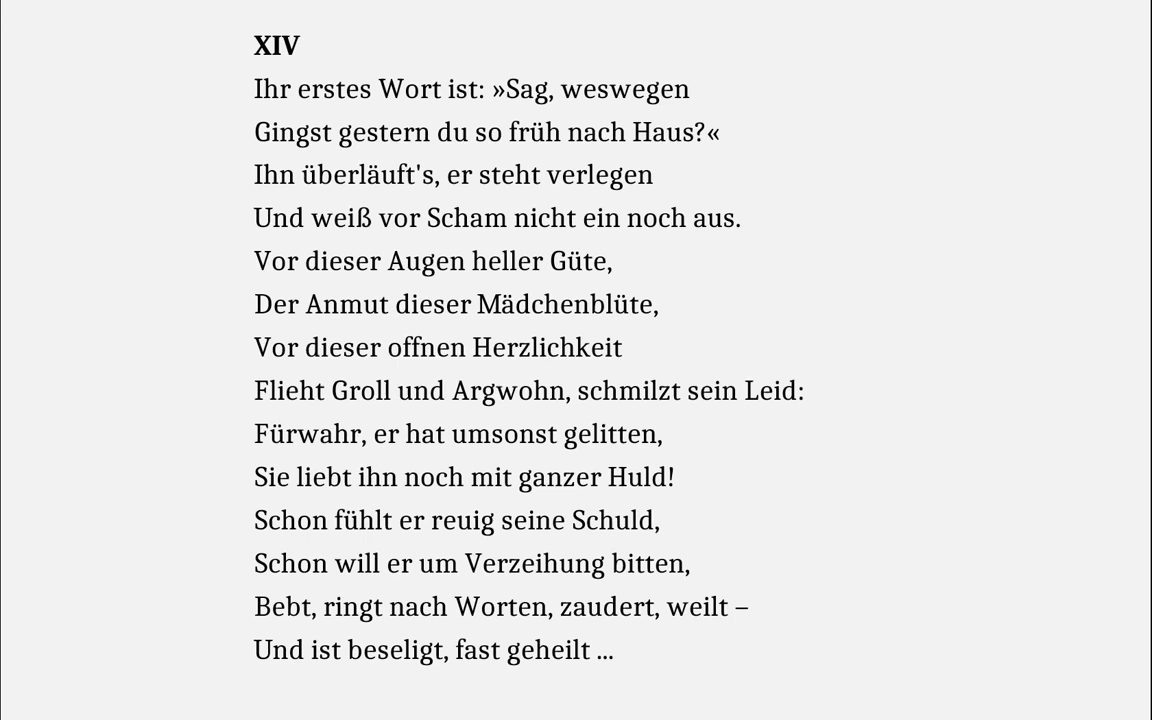 XIV
Ihr erstes Wort ist: »Sag, weswegen
Gingst gestern du so früh nach Haus?«
Ihn überläuft's, er steht verlegen
Und weiß vor Scham nicht ein noch aus.
Vor dieser Augen heller Güte,
Der Anmut dieser Mädchenblüte,
Vor dieser offnen Herzlichkeit
Flieht Groll und Argwohn, schmilzt sein Leid:
Fürwahr, er hat umsonst gelitten,
Sie liebt ihn noch mit ganzer Huld!
Schon fühlt er reuig seine Schuld,
Schon will er um Verzeihung bitten,
Bebt, ringt nach Worten, zaudert, weilt –
Und ist beseligt, fast geheilt ...